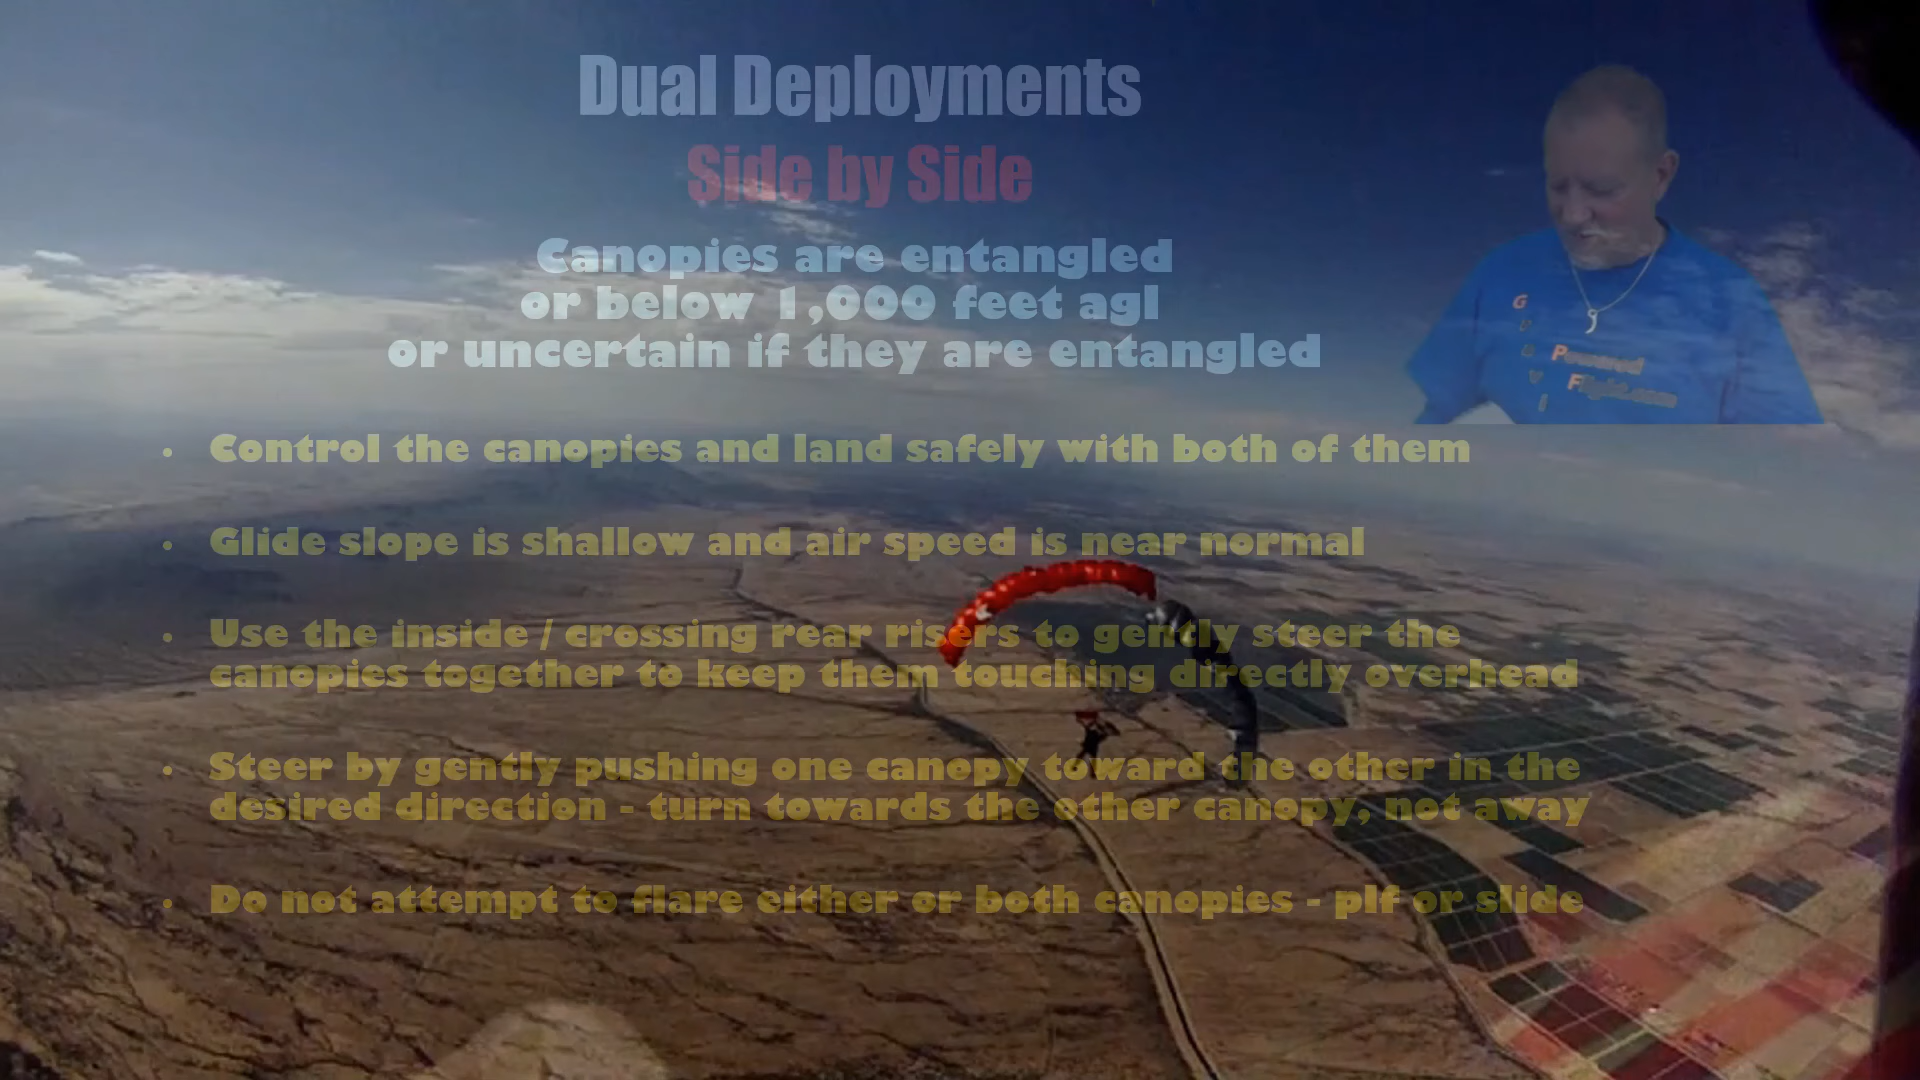 Dual Deployments
Side by Side
Canopies are entangled
or below 1,000 feet agl
or uncertain if they are entangled
• Control the canopies and land safely with both of them
• Glide slope is shallow and air speed is near normal
• Use the inside / crossing rear risers to gently steer the
canopies together to keep them touching directly overhead
• Steer by gently pushing one canopy toward the other in the
desired direction - turn towards the other canopy, not away
• Do not attempt to flare either or both canopies - plf or slide
Powered
Flight.com